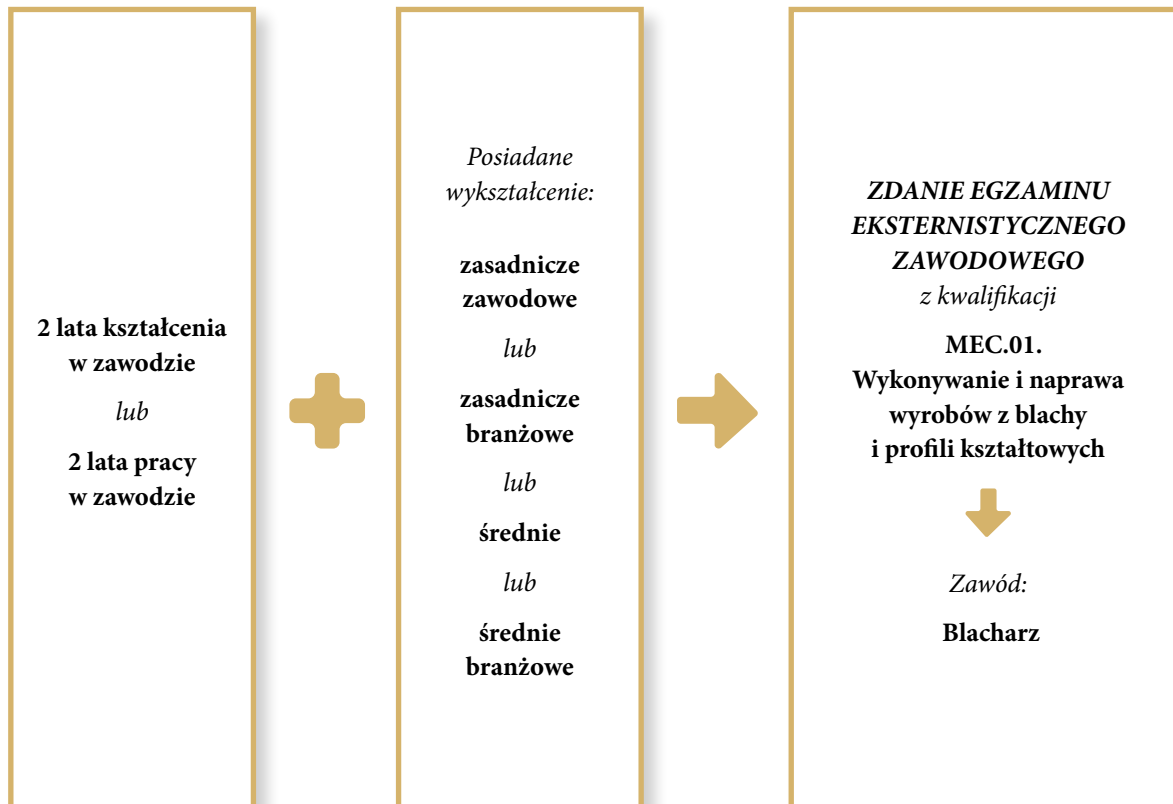 2 lata kształcenia
w zawodzie
lub
2 lata pracy
w zawodzie
Posiadane
wykształcenie:
zasadnicze
zawodowe
lub
zasadnicze
branżowe
lub
średnie
lub
średnie
branżowe
ZDANIE EGZAMINU
EKSTERNISTYCZNEGO
ZAWODOWEGO
z kwalifikacji
MEC.01.
Wykonywanie i naprawa
wyrobów z blachy
i profili kształtowych
Zawód:
Blacharz